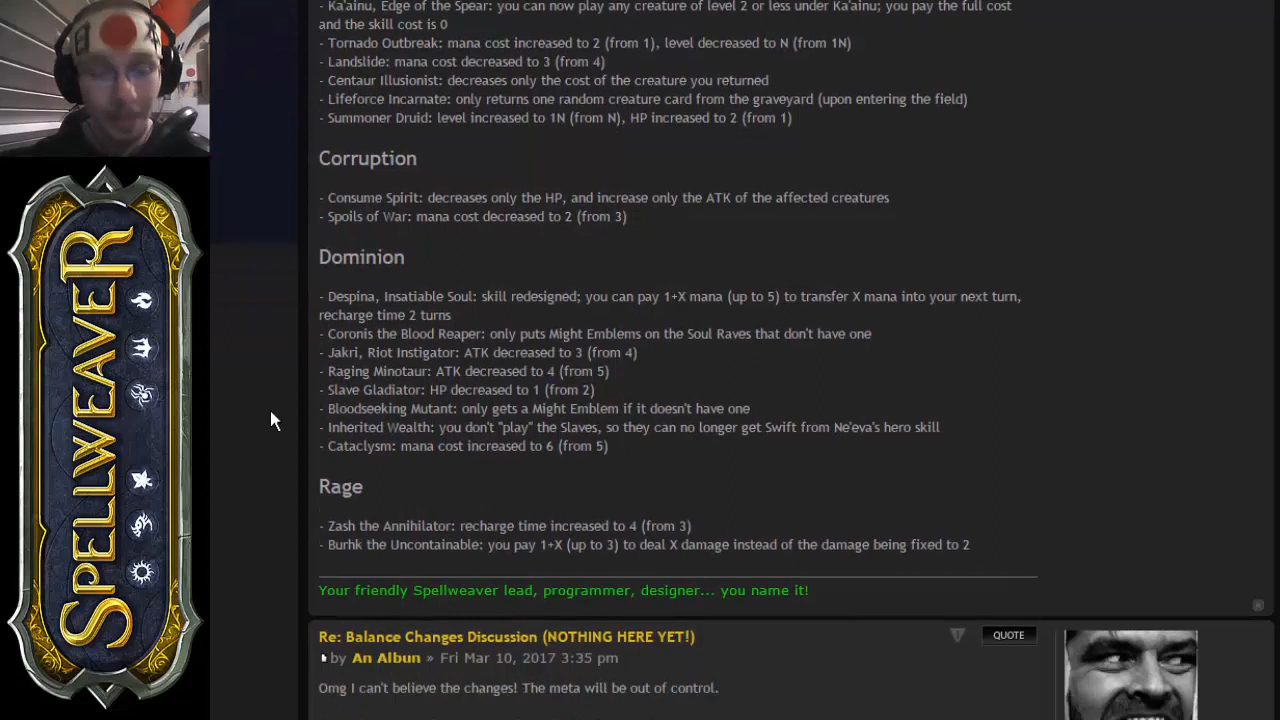 - Ka'ainu, Edge of the Spear: you can now play any creature of level 2 or less under Ka'ainu; you pay the full cost
and the skill cost is 0
- Tornado Outbreak: mana cost increased to 2 (from 1), level decreased to N (from 1N)
- Landslide: mana cost decreased to 3 (from 4)
- Centaur Illusionist: decreases only the cost of the creature you returned
- Lifeforce Incarnate: only returns one random creature card from the graveyard (upon entering the field)
- Summoner Druid: level increased to 1N (from N), HP increased to 2 (from 1)
Corruption
- Consume Spirit: decreases only the HP, and increase only the ATK of the affected creatures
- Spoils of War: mana cost decreased to 2 (from 3)
Dominion
- Despina, Insatiable Soul: skill redesigned; you can pay 1+X mana (up to 5) to transfer X mana into your next turn,
recharge time 2 turns
- Coronis the Blood Reaper: only puts Might Emblems on the Soul Raves that don't have one
- Jakri, Riot Instigator: ATK decreased to 3 (from 4)
- Raging Minotaur: ATK decreased to 4 (from 5)
- Slave Gladiator: HP decreased to 1 (from 2)
- Bloodseeking Mutant: only gets a Might Emblem if it doesn't have one
- Inherited Wealth: you don't "play" the Slaves, so they can no longer get Swift from Ne'eva's hero skill
- Cataclysm: mana cost increased to 6 (from 5)
Rage
- Zash the Annihilator: recharge time increased to 4 (from 3)
- Burhk the Uncontainable: you pay 1+X (up to 3) to deal X damage instead of the damage being fixed to 2
Your friendly Spellweaver lead, programmer, designer... you name it!
Re: Balance Changes Discussion (NOTHING HERE YET!)
QUOTE
by An Albun » Fri Mar 10, 2017 3:35 pm
Omg I can't believe the changes! The meta will be out of control.
SPELLWEAVER